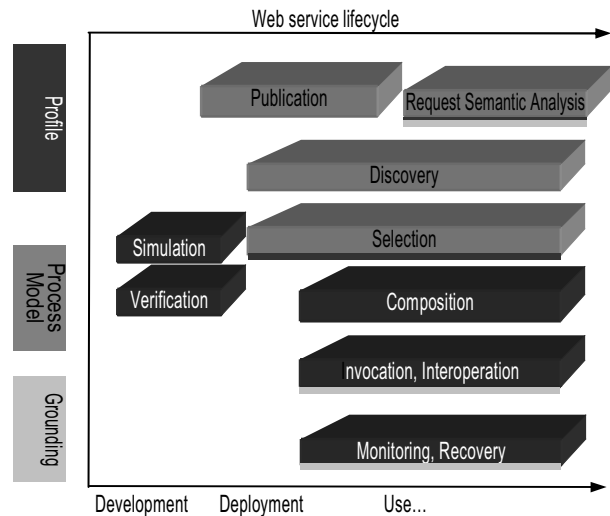 Web service lifecycle
Profile
Publication
Request Semantic Analysis
Discovery
Simulation
Selection
Process
Model
Verification
Composition
Invocation, Interoperation
Grounding
Monitoring, Recovery
Development
Deployment
Use…